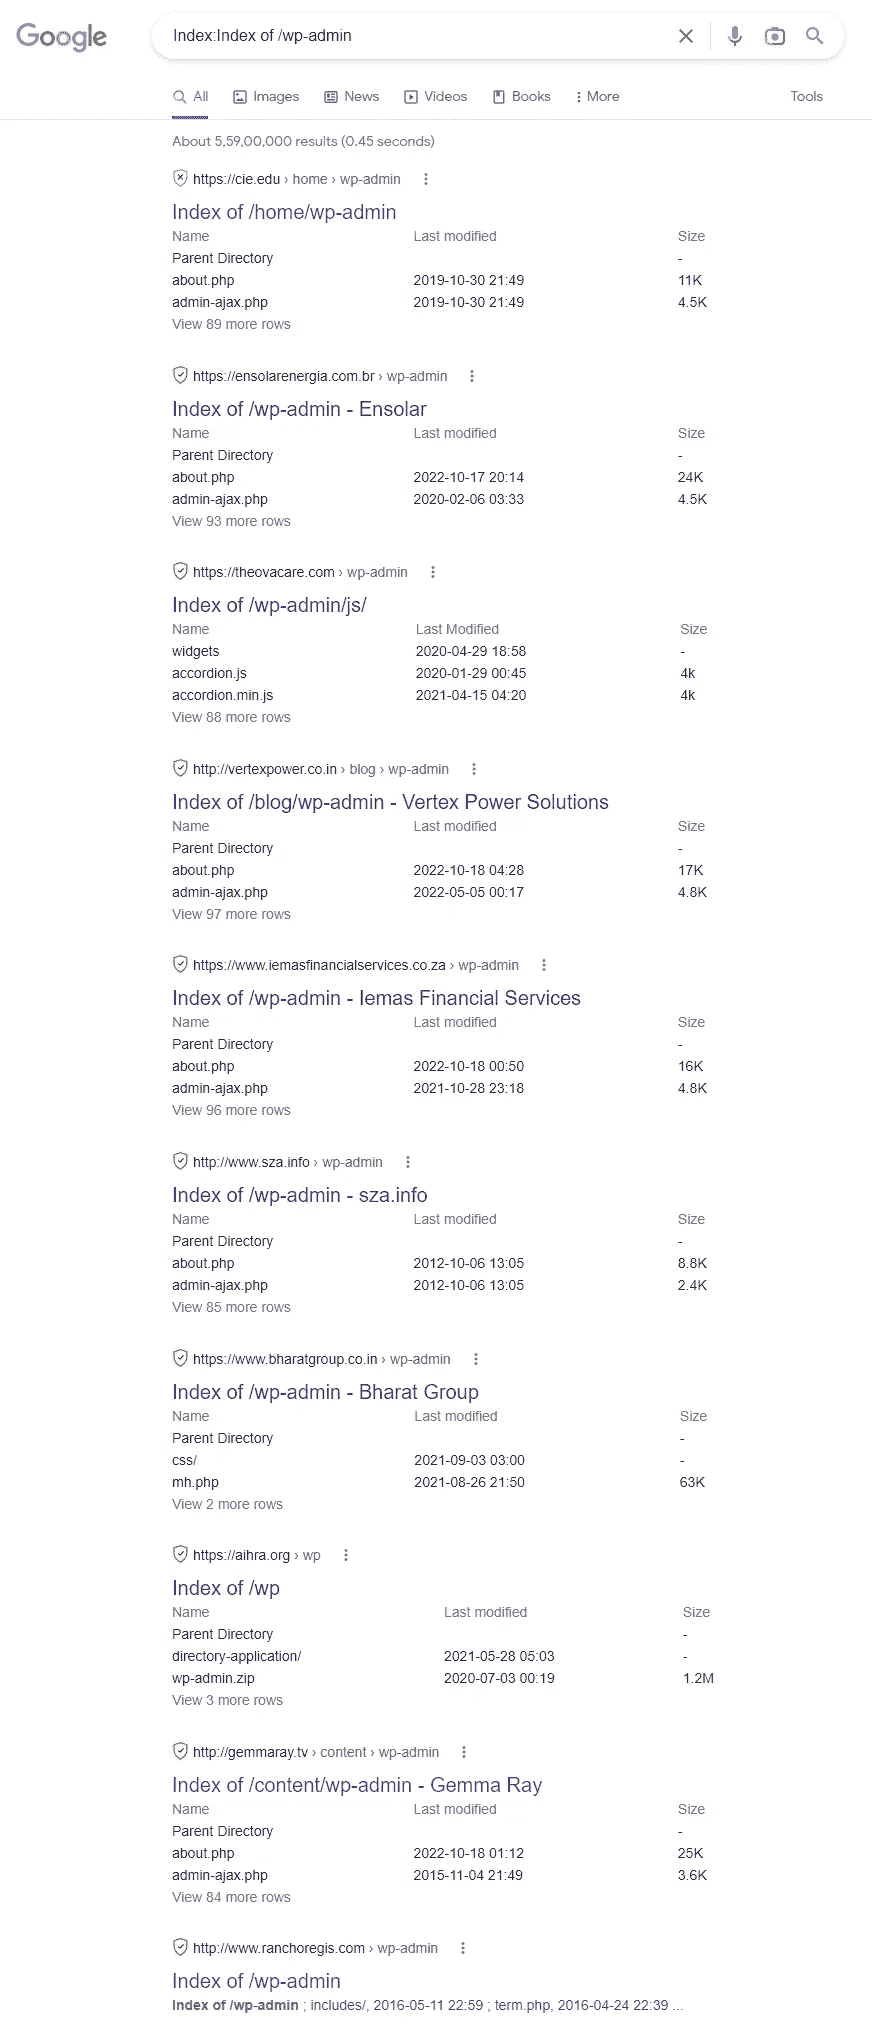 Google
Index:Index of /wp-admin
All Images News Videos Books More Tools
About 5,59,00,000 results (0.45 seconds)
https://cie.edu › home › wp-admin
Index of /home/wp-admin
Name Last modified Size
Parent Directory -
about.php 2019-10-30 21:49 11K
admin-ajax.php 2019-10-30 21:49 4.5K
View 89 more rows
https://ensolarenergia.com.br › wp-admin
Index of /wp-admin - Ensolar
Name Last modified Size
Parent Directory -
about.php 2022-10-17 20:14 24K
admin-ajax.php 2020-02-06 03:33 4.5K
View 93 more rows
https://theovacare.com › wp-admin
Index of /wp-admin/js/
Name Last Modified Size
widgets 2020-04-29 18:58 -
accordion.js 2020-01-29 00:45 4k
accordion.min.js 2021-04-15 04:20 4k
View 88 more rows
http://vertexpower.co.in › blog › wp-admin
Index of /blog/wp-admin - Vertex Power Solutions
Name Last modified Size
Parent Directory -
about.php 2022-10-18 04:28 17K
admin-ajax.php 2022-05-05 00:17 4.8K
View 97 more rows
https://www.iemasfinancialservices.co.za › wp-admin
Index of /wp-admin - Iemas Financial Services
Name Last modified Size
Parent Directory -
about.php 2022-10-18 00:50 16K
admin-ajax.php 2021-10-28 23:18 4.8K
View 96 more rows
http://www.sza.info › wp-admin
Index of /wp-admin - sza.info
Name Last modified Size
Parent Directory -
about.php 2012-10-06 13:05 8.8K
admin-ajax.php 2012-10-06 13:05 2.4K
View 85 more rows
https://www.bharatgroup.co.in › wp-admin
Index of /wp-admin - Bharat Group
Name Last modified Size
Parent Directory -
css/ 2021-09-03 03:00 -
mh.php 2021-08-26 21:50 63K
View 2 more rows
https://aihra.org › wp
Index of /wp
Name Last modified Size
Parent Directory -
directory-application/ 2021-05-28 05:03 -
wp-admin.zip 2020-07-03 00:19 1.2M
View 3 more rows
http://gemmaray.tv › content › wp-admin
Index of /content/wp-admin - Gemma Ray
Name Last modified Size
Parent Directory -
about.php 2022-10-18 01:12 25K
admin-ajax.php 2015-11-04 21:49 3.6K
View 84 more rows
http://www.ranchoregis.com › wp-admin
Index of /wp-admin
Index of /wp-admin ; includes/, 2016-05-11 22:59 ; term.php, 2016-04-24 22:39 ...